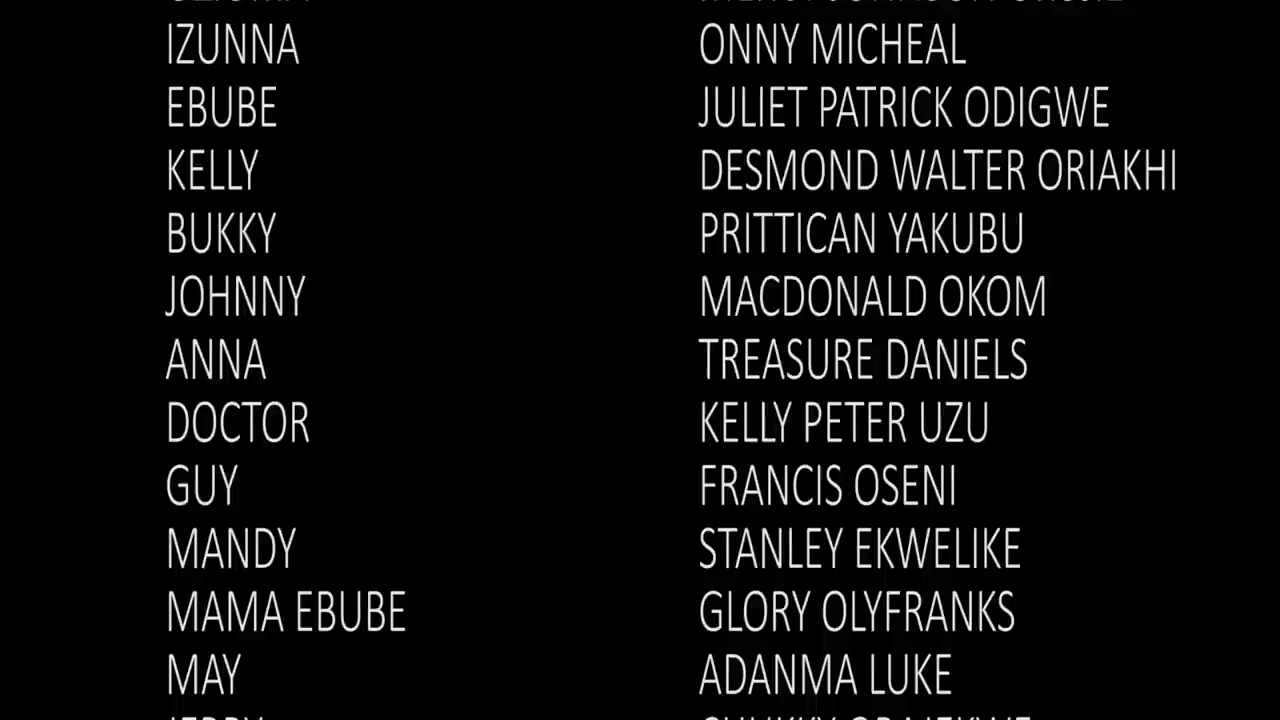 IZUNNA ONNY MICHEAL
EBUBE JULIET PATRICK ODIGWE
KELLY DESMOND WALTER ORIAKHI
BUKKY PRITTICAN YAKUBU
JOHNNY MACDONALD OKOM
ANNA TREASURE DANIELS
DOCTOR KELLY PETER UZU
GUY FRANCIS OSENI
MANDY STANLEY EKWELIKE
MAMA EBUBE GLORY OLYFRANKS
MAY ADANMA LUKE